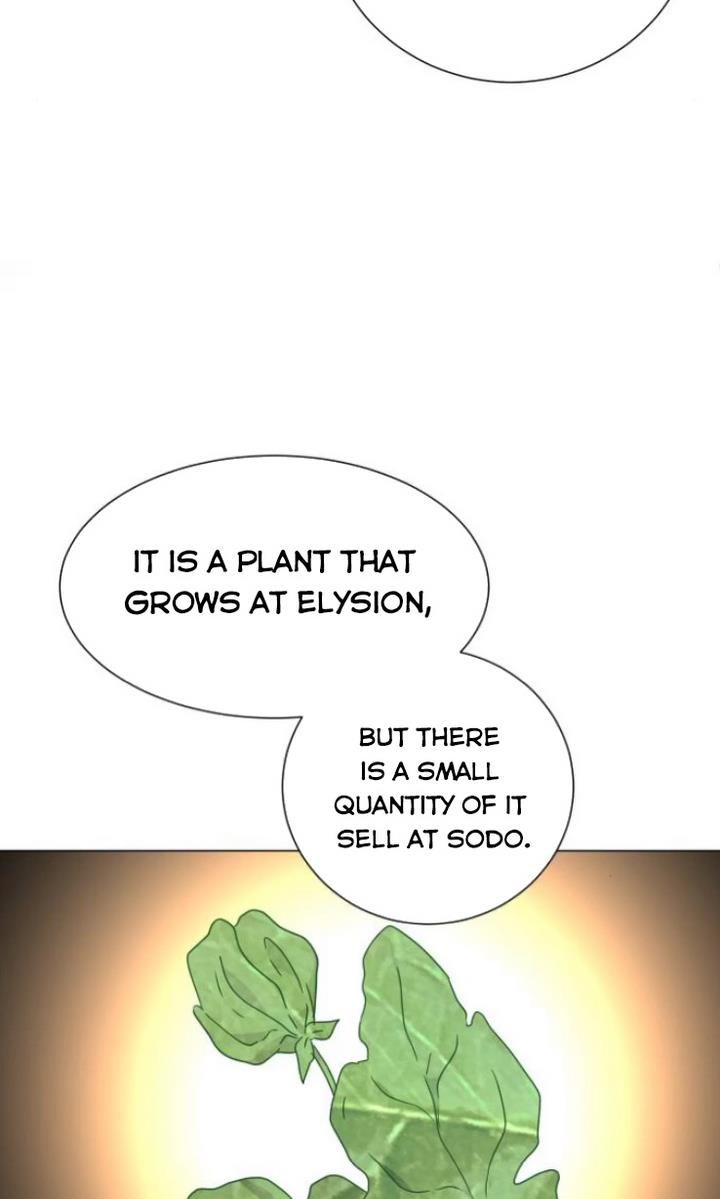 IT IS A PLANT THAT
GROWS AT ELYSION,
BUT THERE
IS A SMALL
QUANTITY OF IT
SELL AT SODO.